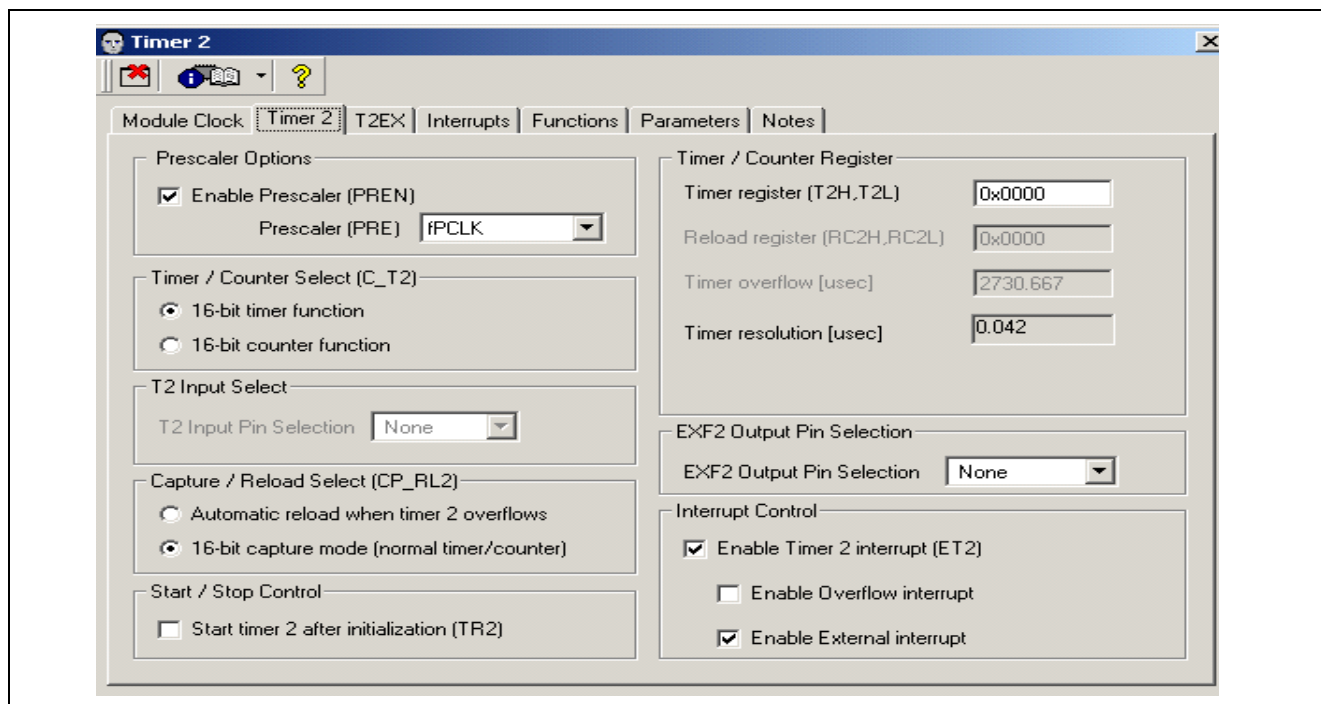 Timer 2
Module Clock Timer 2 T2EX Interrupts Functions Parameters Notes
Prescaler Options
Enable Prescaler (PREN)
Prescaler (PRE) fPCLK
Timer / Counter Select (C_T2)
16-bit timer function
16-bit counter function
T2 Input Select
T2 Input Pin Selection None
Capture / Reload Select (CP_RL2)
Automatic reload when timer 2 overflows
16-bit capture mode (normal timer/counter)
Start / Stop Control
Start timer 2 after initialization (TR2)
Timer / Counter Register
Timer register (T2H,T2L) 0x0000
Reload register (RC2H,RC2L) 0x0000
Timer overflow [usec] 2730.667
Timer resolution [usec] 0.042
EXF2 Output Pin Selection
EXF2 Output Pin Selection None
Interrupt Control
Enable Timer 2 interrupt (ET2)
Enable Overflow interrupt
Enable External interrupt